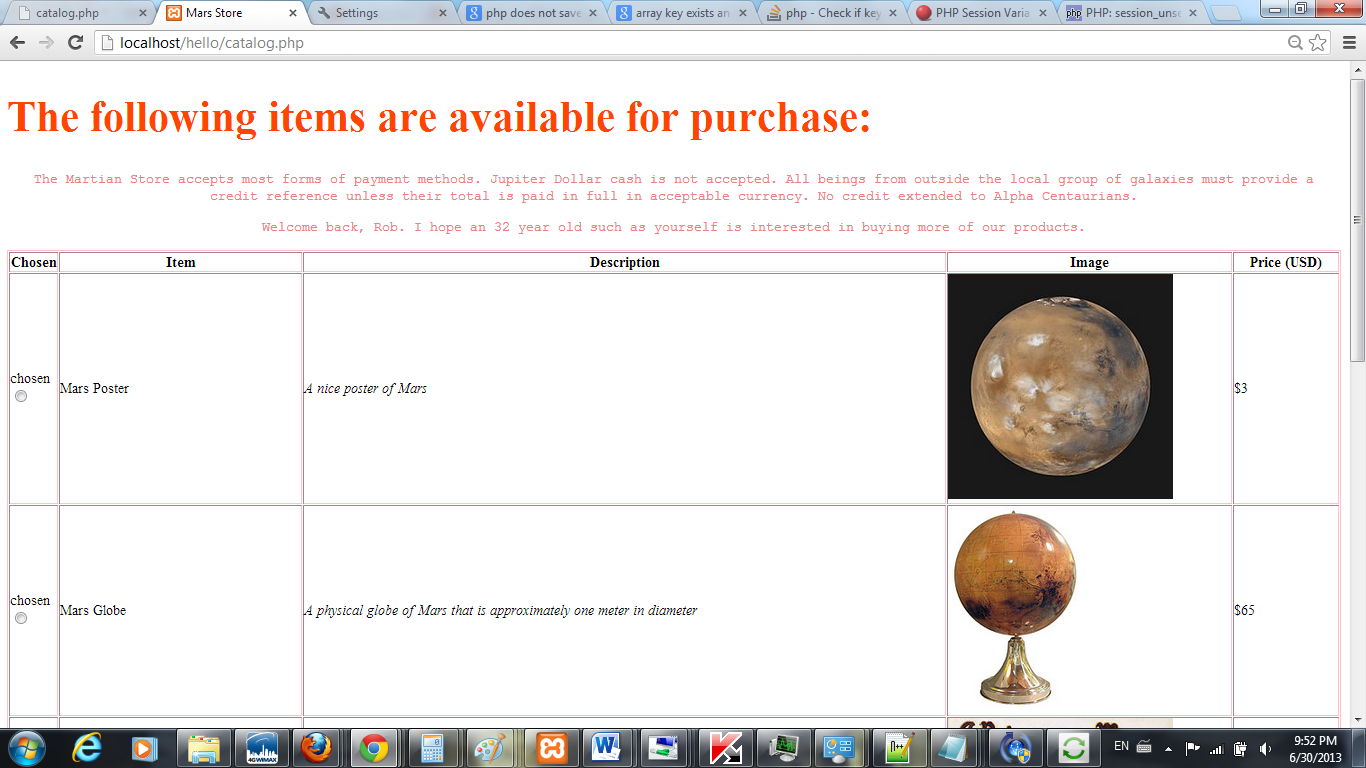 catalog.php
Mars Store
Settings
php does not save
array key exists an
php - Check if key
PHP Session Varia
PHP: session_uns
localhost/hello/catalog.php
The following items are available for purchase:
The Martian Store accepts most forms of payment methods. Jupiter Dollar cash is not accepted. All beings from outside the local group of galaxies must provide a
credit reference unless their total is paid in full in acceptable currency. No credit extended to Alpha Centaurians.
Welcome back, Rob. I hope an 32 year old such as yourself is interested in buying more of our products.
Chosen Item Description Image Price (USD)
chosen
Mars Poster A nice poster of Mars $3
chosen
Mars Globe A physical globe of Mars that is approximately one meter in diameter $65
4GWIMAX
N++
EN
9:52 PM
6/30/2013